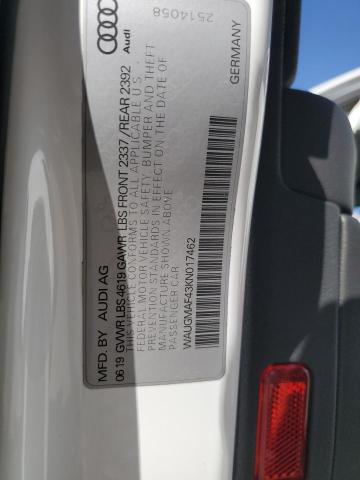 Audi
2514058
MFD. BY AUDI AG
06 19 GVWR LBS 4619 GAWR LBS FRONT 2337 / REAR 2392
THIS VEHICLE CONFORMS TO ALL APPLICABLE U.S.
FEDERAL MOTOR VEHICLE SAFETY, BUMPER AND THEFT
PREVENTION STANDARDS IN EFFECT ON THE DATE OF
MANUFACTURE SHOWN ABOVE.
PASSENGER CAR
WAUGMAF43KN017462
GERMANY